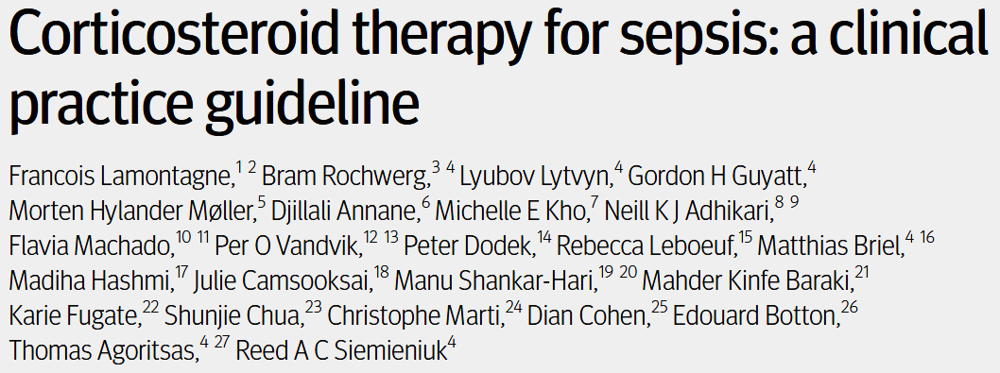 Corticosteroid therapy for sepsis: a clinical
practice guideline
Francois Lamontagne,1 2 Bram Rochwerg,3 4 Lyubov Lytvyn,4 Gordon H Guyatt,4
Morten Hylander Møller,5 Djillali Annane,6 Michelle E Kho,7 Neill K J Adhikari,8 9
Flavia Machado,10 11 Per O Vandvik,12 13 Peter Dodek,14 Rebecca Leboeuf,15 Matthias Briel,4 16
Madiha Hashmi,17 Julie Camsooksai,18 Manu Shankar-Hari,19 20 Mahder Kinfe Baraki,21
Karie Fugate,22 Shunjie Chua,23 Christophe Marti,24 Dian Cohen,25 Edouard Botton,26
Thomas Agoritsas,4 27 Reed A C Siemieniuk4